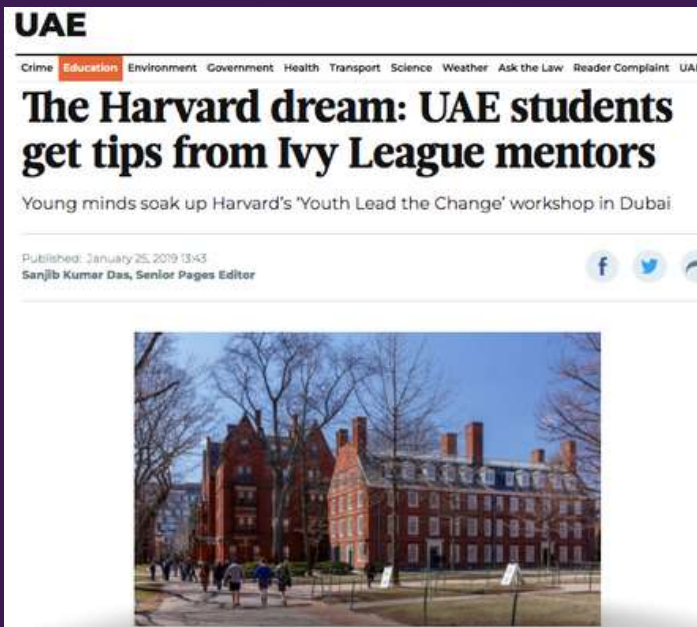 UAE
Crime Education Environment Government Health Transport Science Weather Ask the Law Reader Complaint UAE
The Harvard dream: UAE students
get tips from Ivy League mentors
Young minds soak up Harvard's 'Youth Lead the Change' workshop in Dubai
Published: January 25, 2019 13:43
Sanjib Kumar Das, Senior Pages Editor